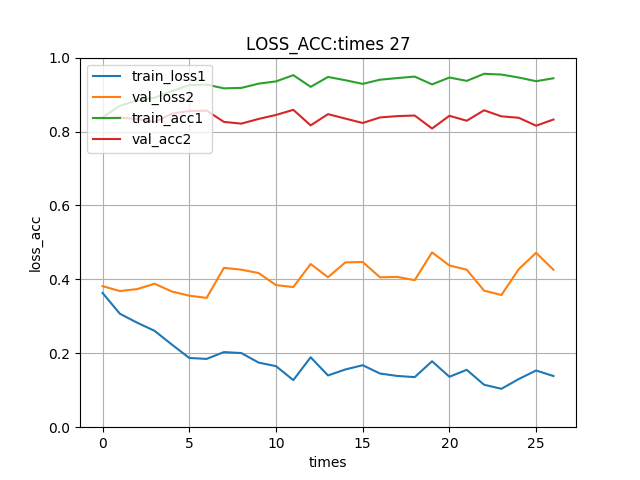 LOSS_ACC:times 27
train_loss1
val_loss2
train_acc1
val_acc2
loss_acc
1.0
0.8
0.6
0.4
0.2
0.0
0 5 10 15 20 25
times